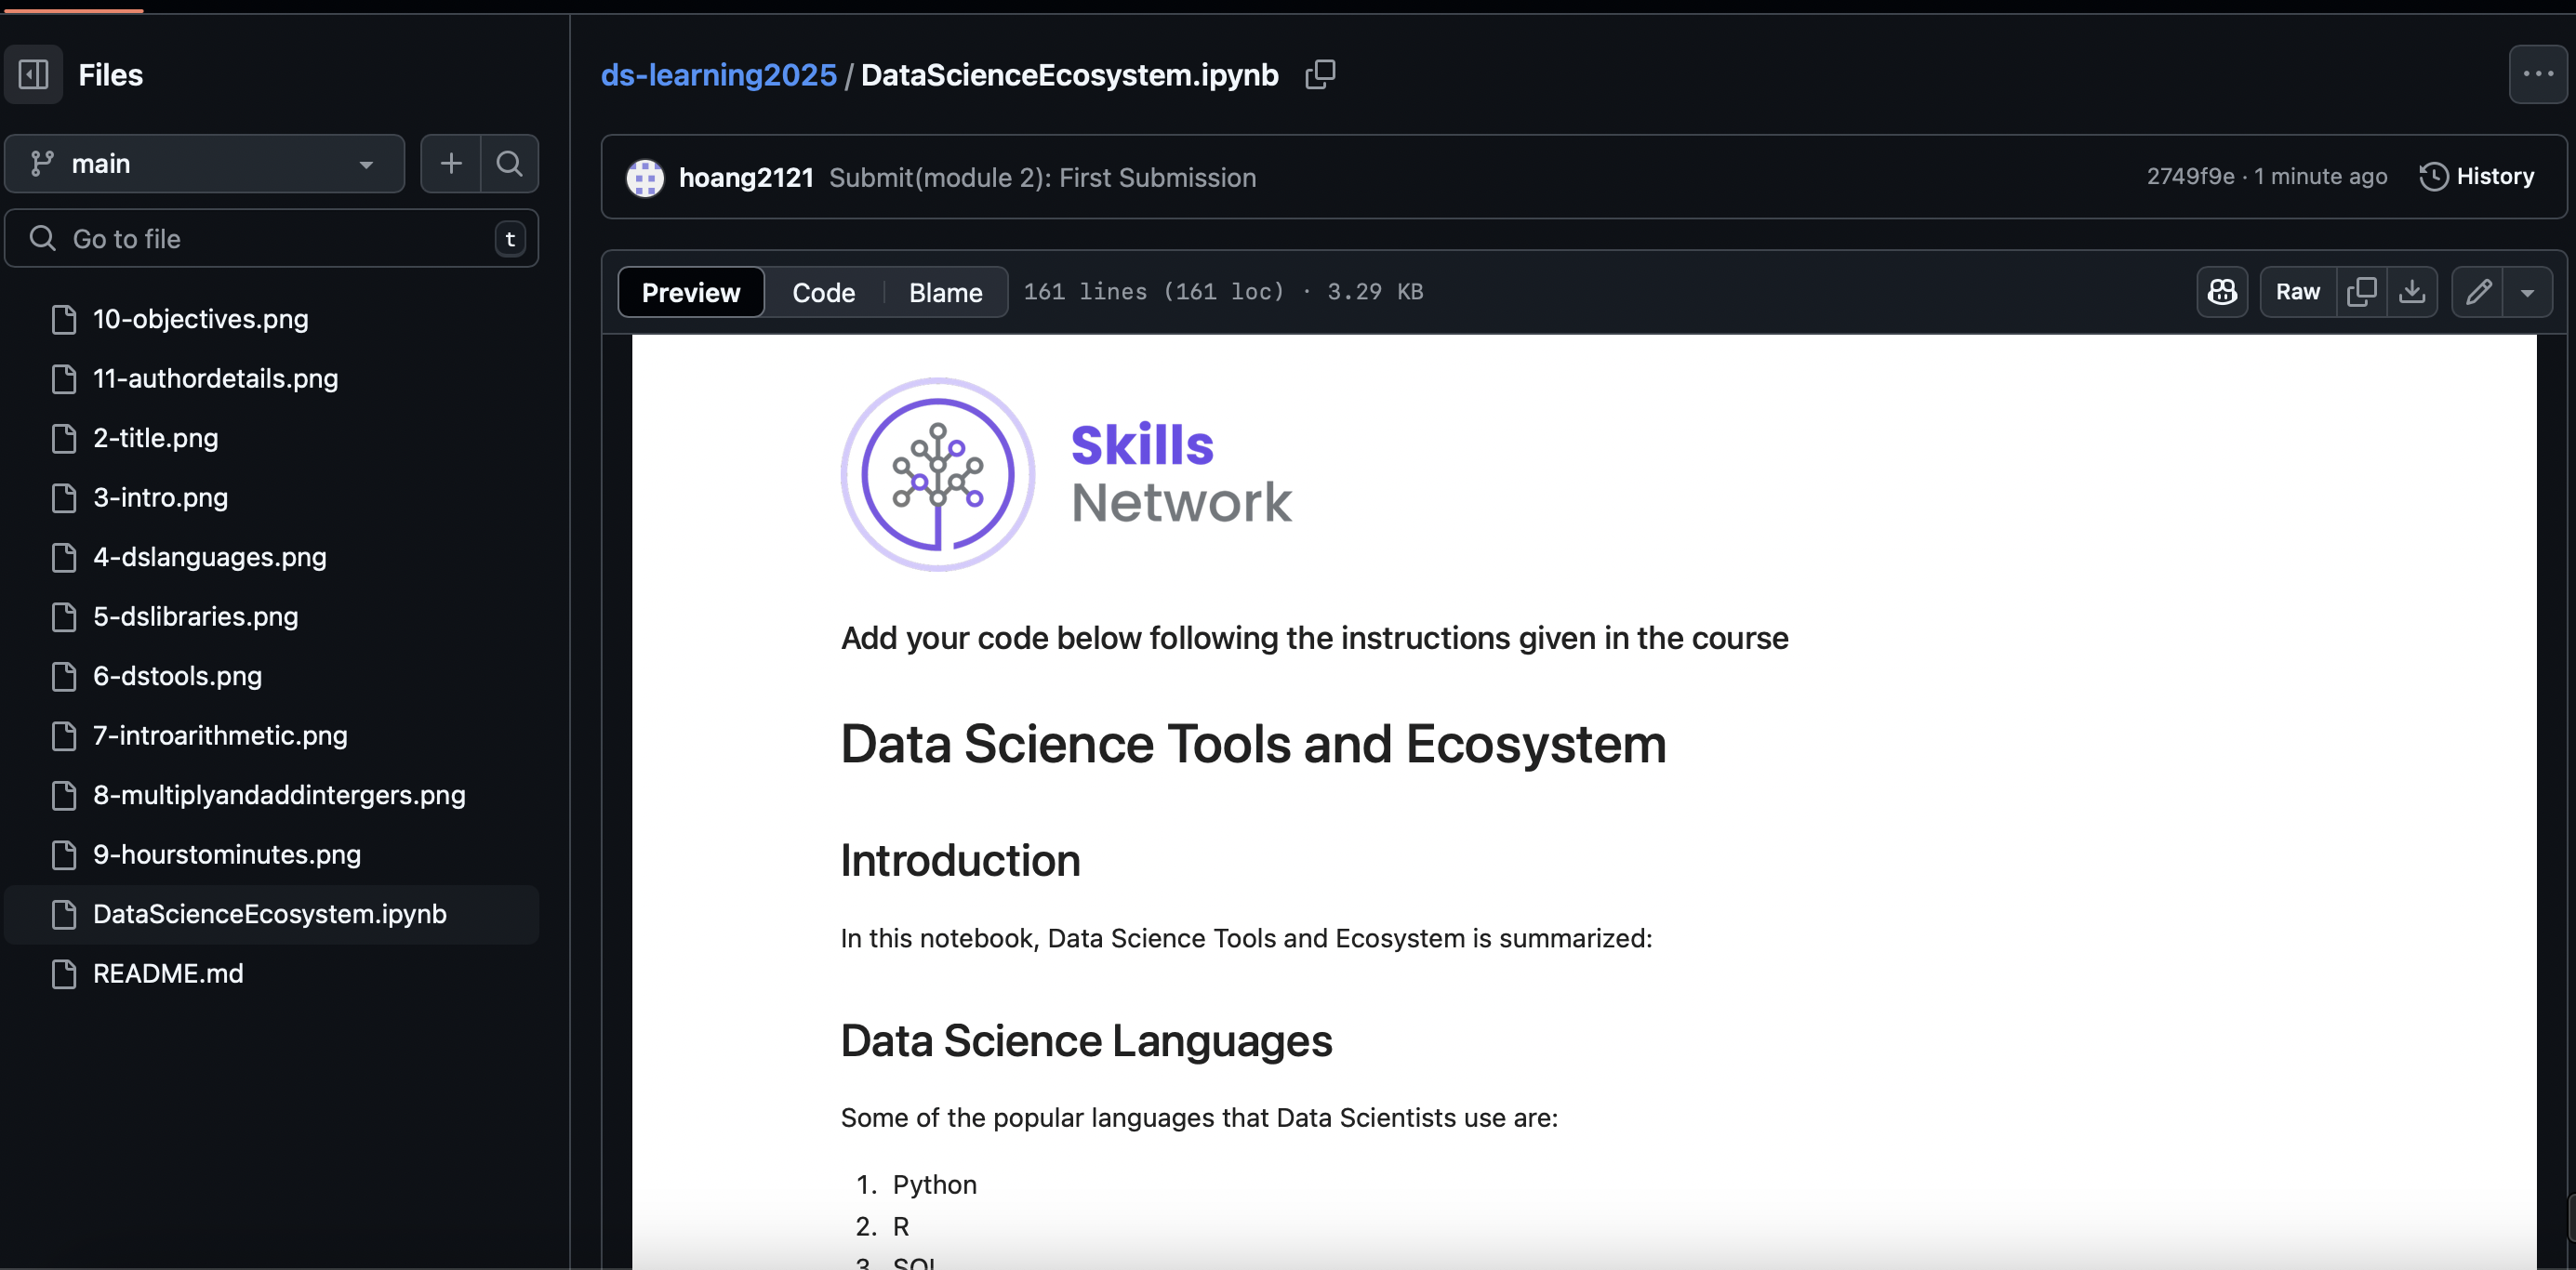 Files
main
Go to file
t
10-objectives.png
11-authordetails.png
2-title.png
3-intro.png
4-dslanguages.png
5-dslibraries.png
6-dstools.png
7-introarithmetic.png
8-multiplyandaddintergers.png
9-hourstominutes.png
DataScienceEcosystem.ipynb
README.md
ds-learning2025 / DataScienceEcosystem.ipynb
hoang2121 Submit(module 2): First Submission 2749f9e · 1 minute ago History
Preview Code Blame 161 lines (161 loc) · 3.29 KB Raw
Skills
Network
Add your code below following the instructions given in the course
Data Science Tools and Ecosystem
Introduction
In this notebook, Data Science Tools and Ecosystem is summarized:
Data Science Languages
Some of the popular languages that Data Scientists use are:
1. Python
2. R
3. SQL